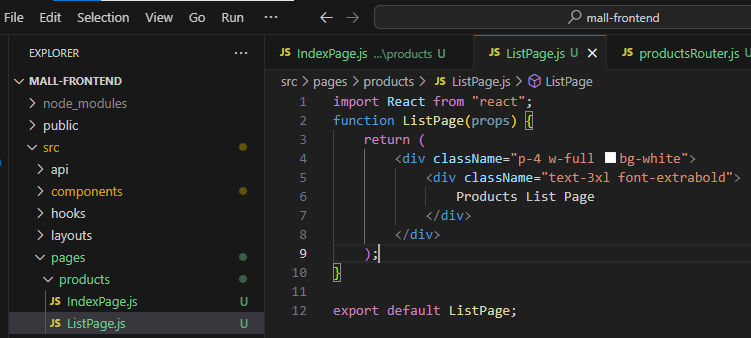 File Edit Selection View Go Run ··· ← → mall-frontend
EXPLORER ···
MALL-FRONTEND
node_modules
public
src
api
components
hooks
layouts
pages
products
JS IndexPage.js U
JS ListPage.js U
JS IndexPage.js ...\products U JS ListPage.js U × JS productsRouter.js U
src > pages > products > JS ListPage.js > ListPage
1 import React from "react";
2 function ListPage(props) {
3     return (
4         <div className="p-4 w-full bg-white">
5             <div className="text-3xl font-extrabold">
6                 Products List Page
7             </div>
8         </div>
9     );
10 }
11
12 export default ListPage;